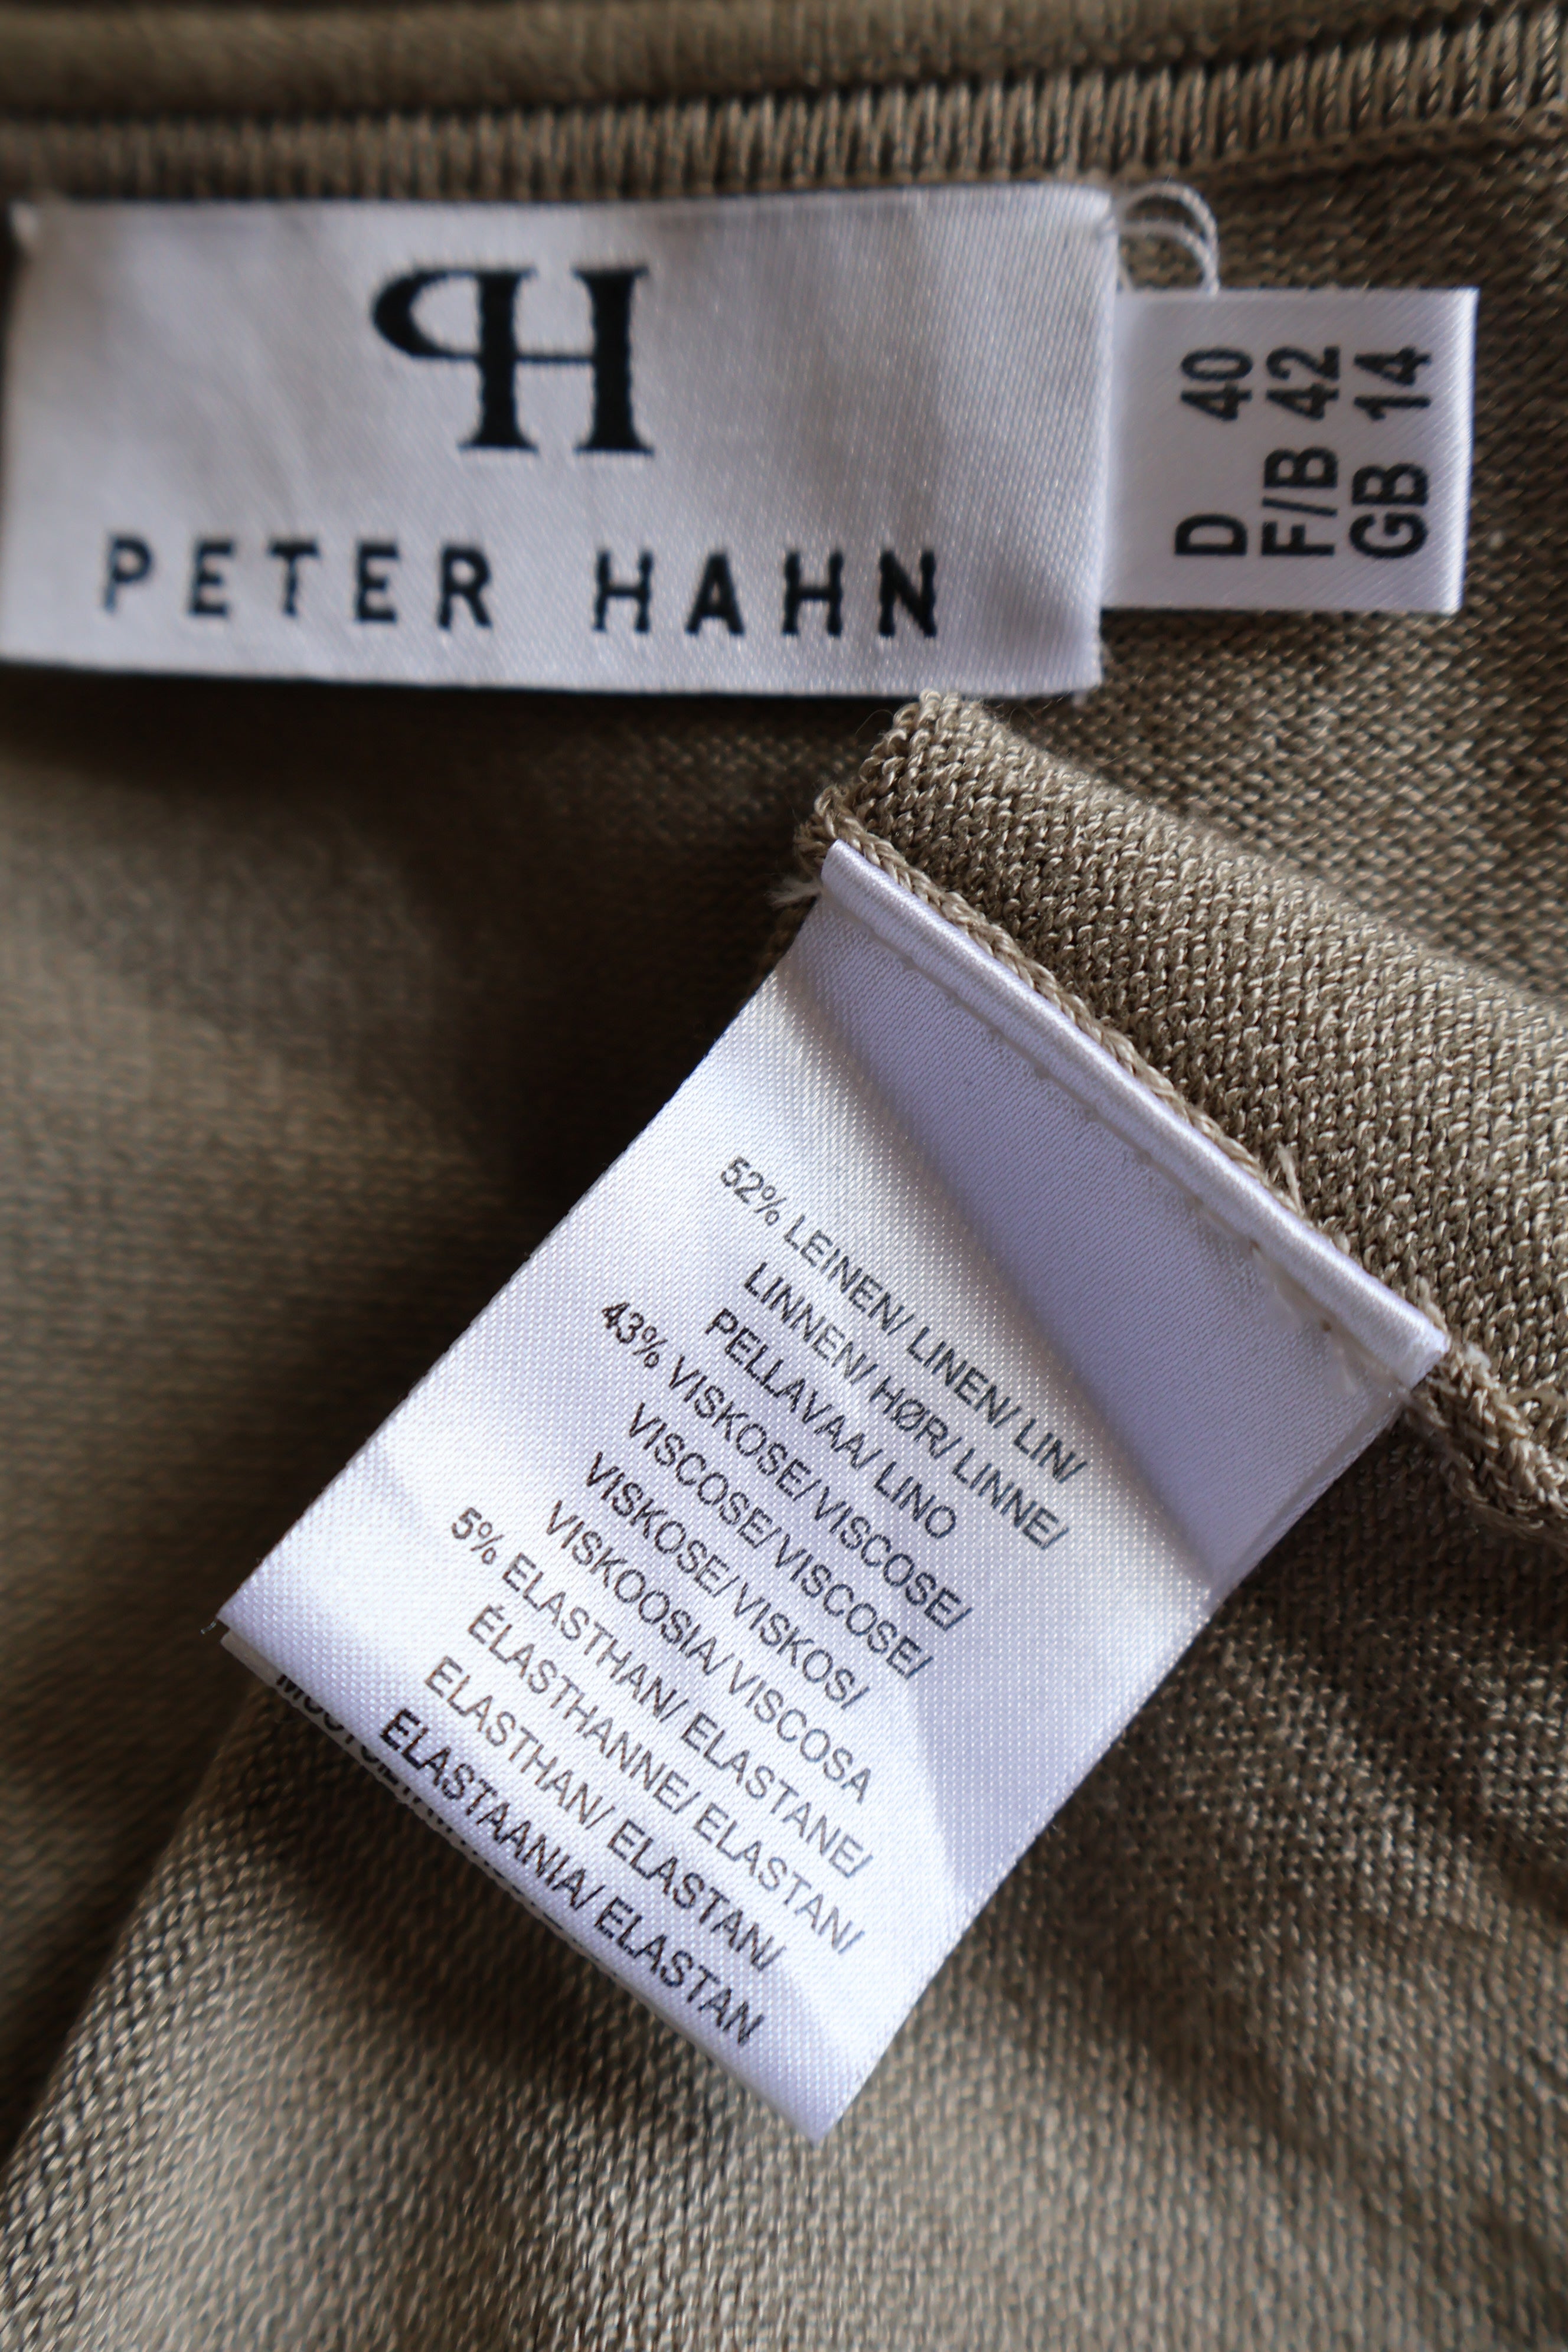 PH
PETER HAHN
D 40
F/B 42
GB 14
52% LEINEN/ LINEN/ LIN/
LINNEN/ HØR/ LINNE/
PELLAVAA/ LINO
43% VISKOSE/ VISCOSE/
VISCOSE/ VISCOSE/
VISKOSE/ VISKOS/
VISKOOSIA/ VISCOSA
5% ELASTHAN/ ELASTANE/
ÉLASTHANNE/ ELASTAN/
ELASTHAN/ ELASTAN/
ELASTAANIA/ ELASTAN